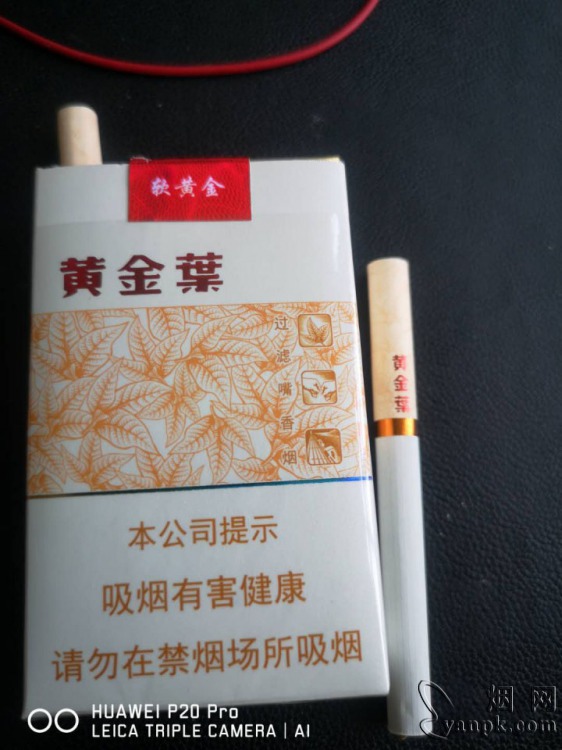 软黄金
黄金葉
过滤嘴香烟
黄金葉
本公司提示
吸烟有害健康
请勿在禁烟场所吸烟
HUAWEI P20 Pro
LEICA TRIPLE CAMERA | AI
烟网
yanpk.com